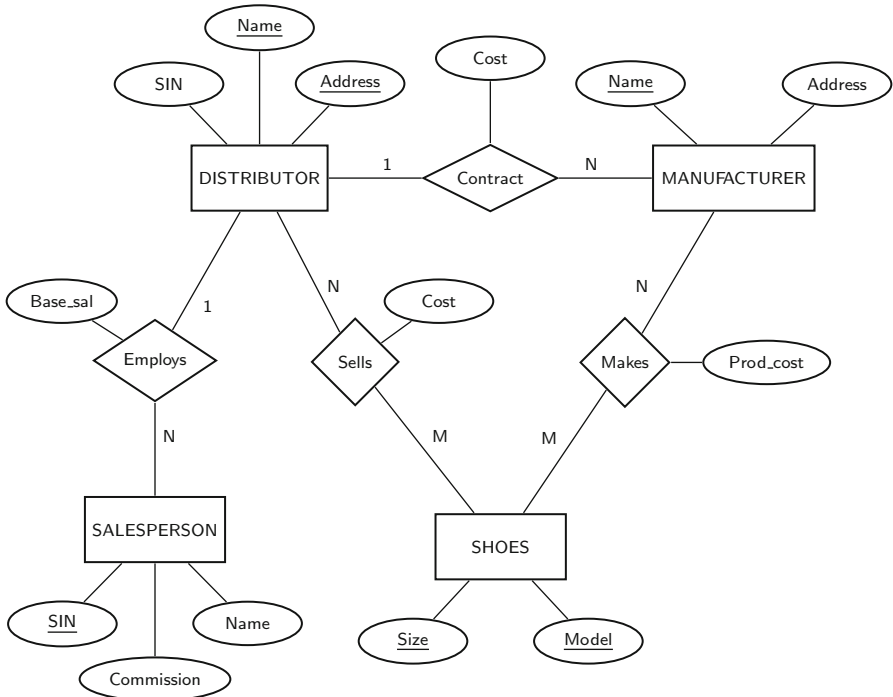 Name
SIN
Address
Cost
Name
Address
DISTRIBUTOR
1
Contract
N
MANUFACTURER
Base_sal
1
N
Cost
N
Employs
Sells
Makes
Prod_cost
N
M
M
SALESPERSON
SHOES
SIN
Name
Size
Model
Commission